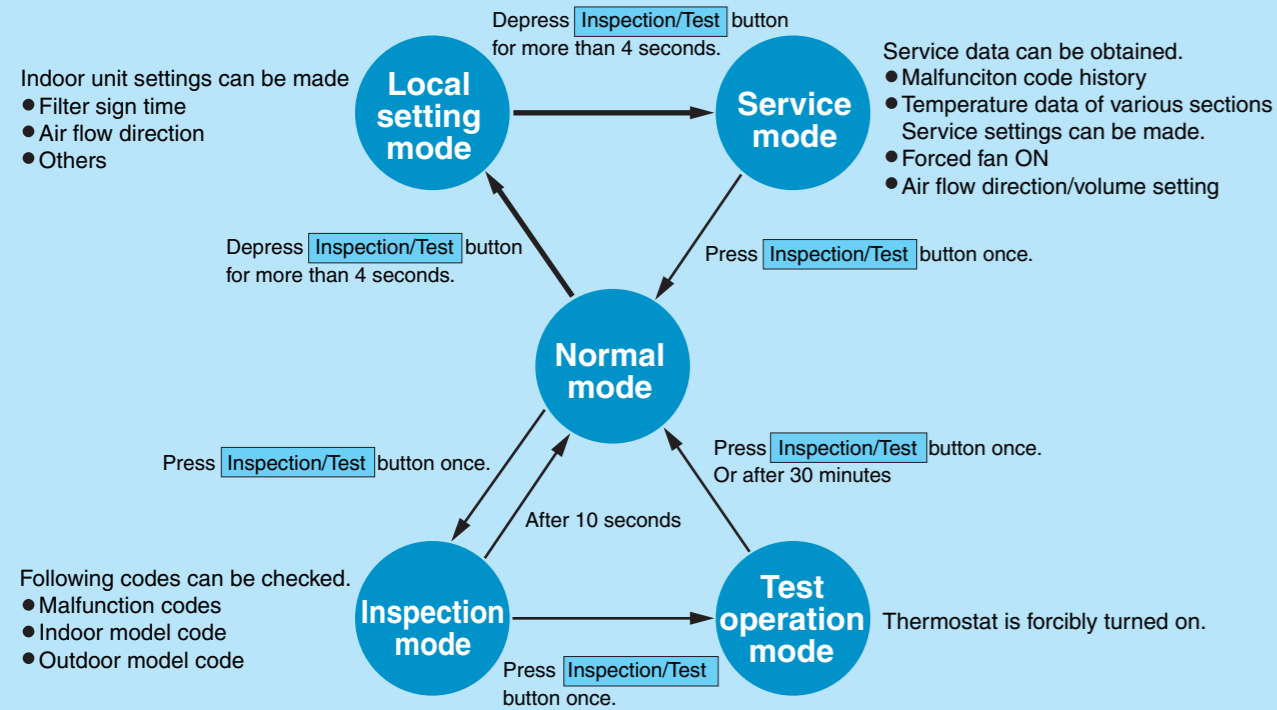 Depress Inspection/Test button
for more than 4 seconds.
Indoor unit settings can be made
● Filter sign time
● Air flow direction
● Others
Local
setting
mode
Service
mode
Service data can be obtained.
● Malfunciton code history
● Temperature data of various sections
Service settings can be made.
● Forced fan ON
● Air flow direction/volume setting
Depress Inspection/Test button
for more than 4 seconds.
Press Inspection/Test button once.
Normal
mode
Press Inspection/Test button once.
Press Inspection/Test button once.
Or after 30 minutes
After 10 seconds
Following codes can be checked.
● Malfunction codes
● Indoor model code
● Outdoor model code
Inspection
mode
Test
operation
mode
Thermostat is forcibly turned on.
Press Inspection/Test
button once.